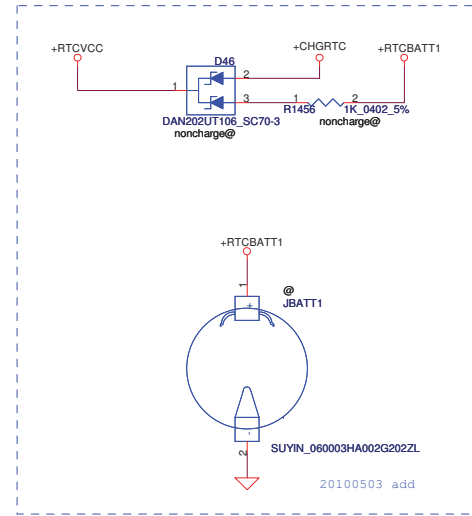 +RTCVCC
+CHGRTC
+RTCBATT1
D46
1
2
3
1
2
R1456
1K_0402_5%
DAN202UT106_SC70-3
noncharge@
noncharge@
+RTCBATT1
1
@
JBATT1
+
-
2
SUYIN_060003HA002G202ZL
20100503 add